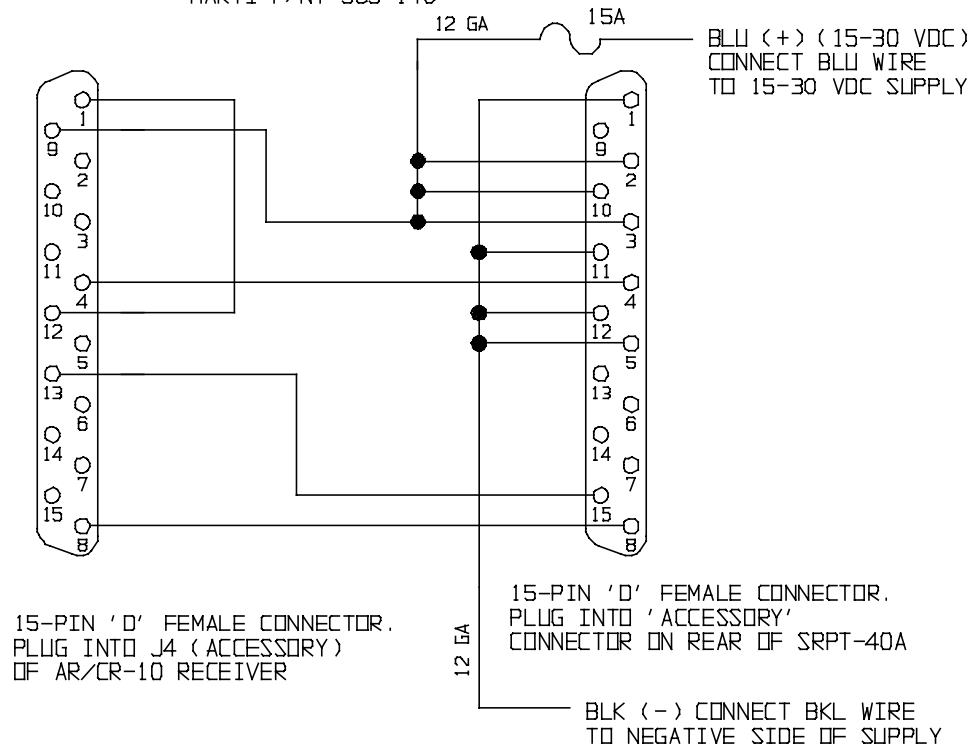 12 GA
15A
BLU (+) (15-30 VDC)
CONNECT BLU WIRE
TO 15-30 VDC SUPPLY
1
9
2
10
3
11
4
12
5
13
6
14
7
15
8
1
9
2
10
3
11
4
12
5
13
6
14
7
15
8
15-PIN 'D' FEMALE CONNECTOR.
PLUG INTO J4 (ACCESSORY)
OF AR/CR-10 RECEIVER
15-PIN 'D' FEMALE CONNECTOR.
PLUG INTO 'ACCESSORY'
CONNECTOR ON REAR OF SRPT-40A
12 GA
BLK (-) CONNECT BKL WIRE
TO NEGATIVE SIDE OF SUPPLY